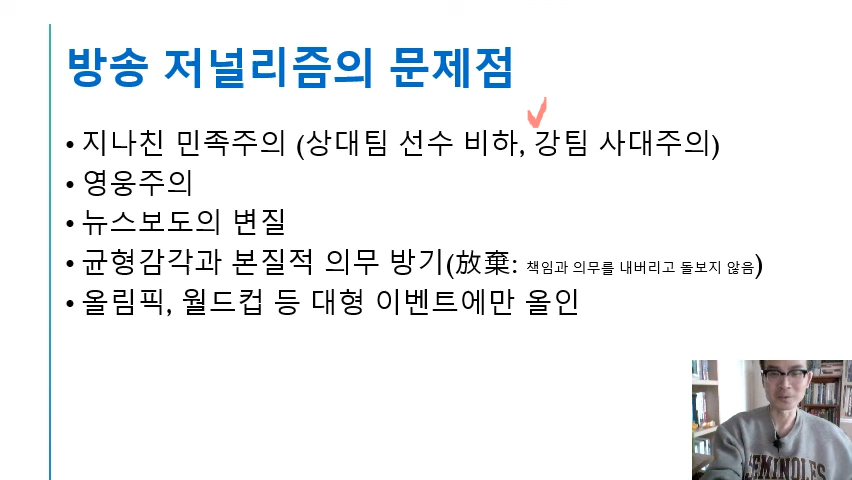 방송 저널리즘의 문제점
• 지나친 민족주의 (상대팀 선수 비하, 강팀 사대주의)
• 영웅주의
• 뉴스보도의 변질
• 균형감각과 본질적 의무 방기(放棄: 책임과 의무를 내버리고 돌보지 않음)
• 올림픽, 월드컵 등 대형 이벤트에만 올인
SEMINOLES